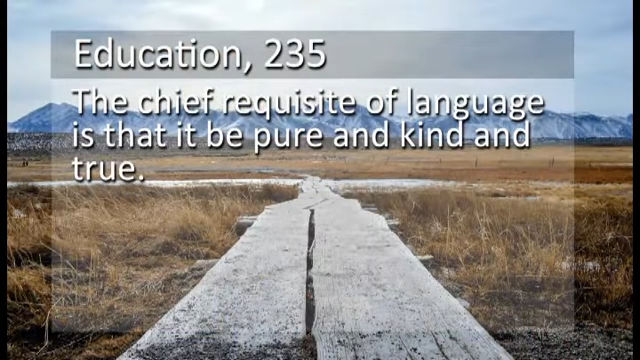 Education, 235
The chief requisite of language
is that it be pure and kind and
true.